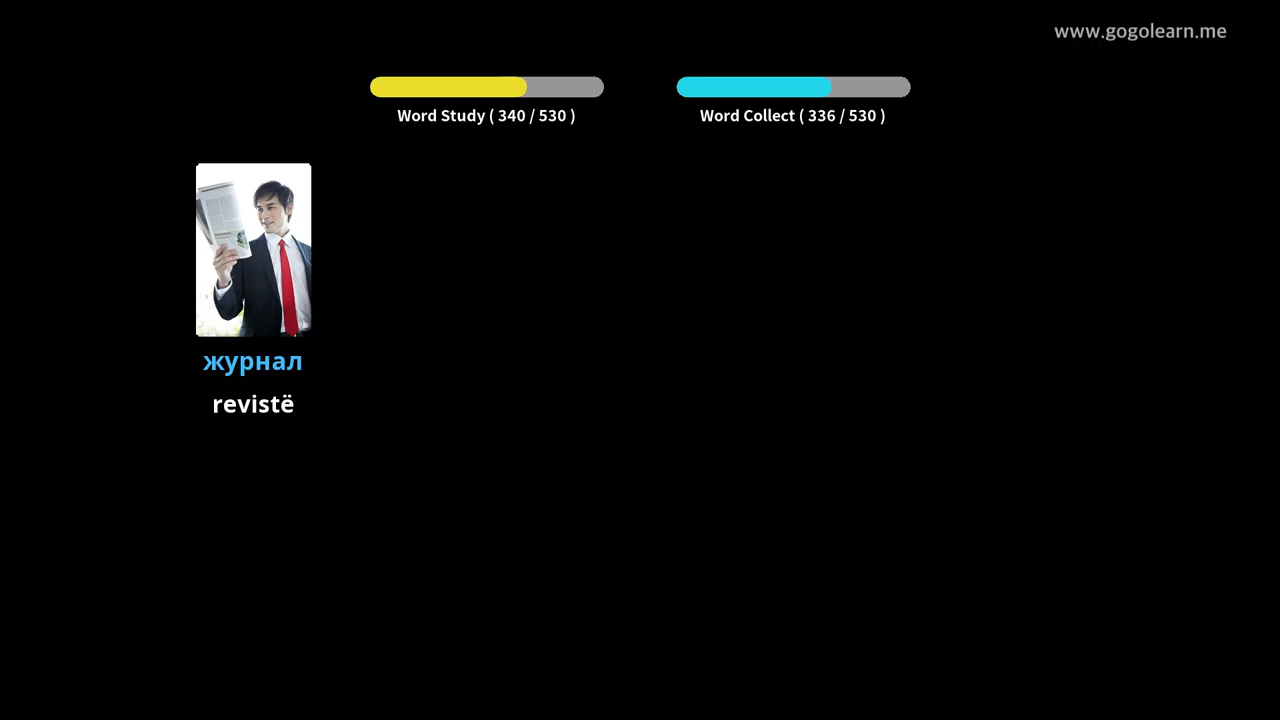 www.gogolearn.me
Word Study ( 340 / 530 )
Word Collect ( 336 / 530 )
журнал
revistë